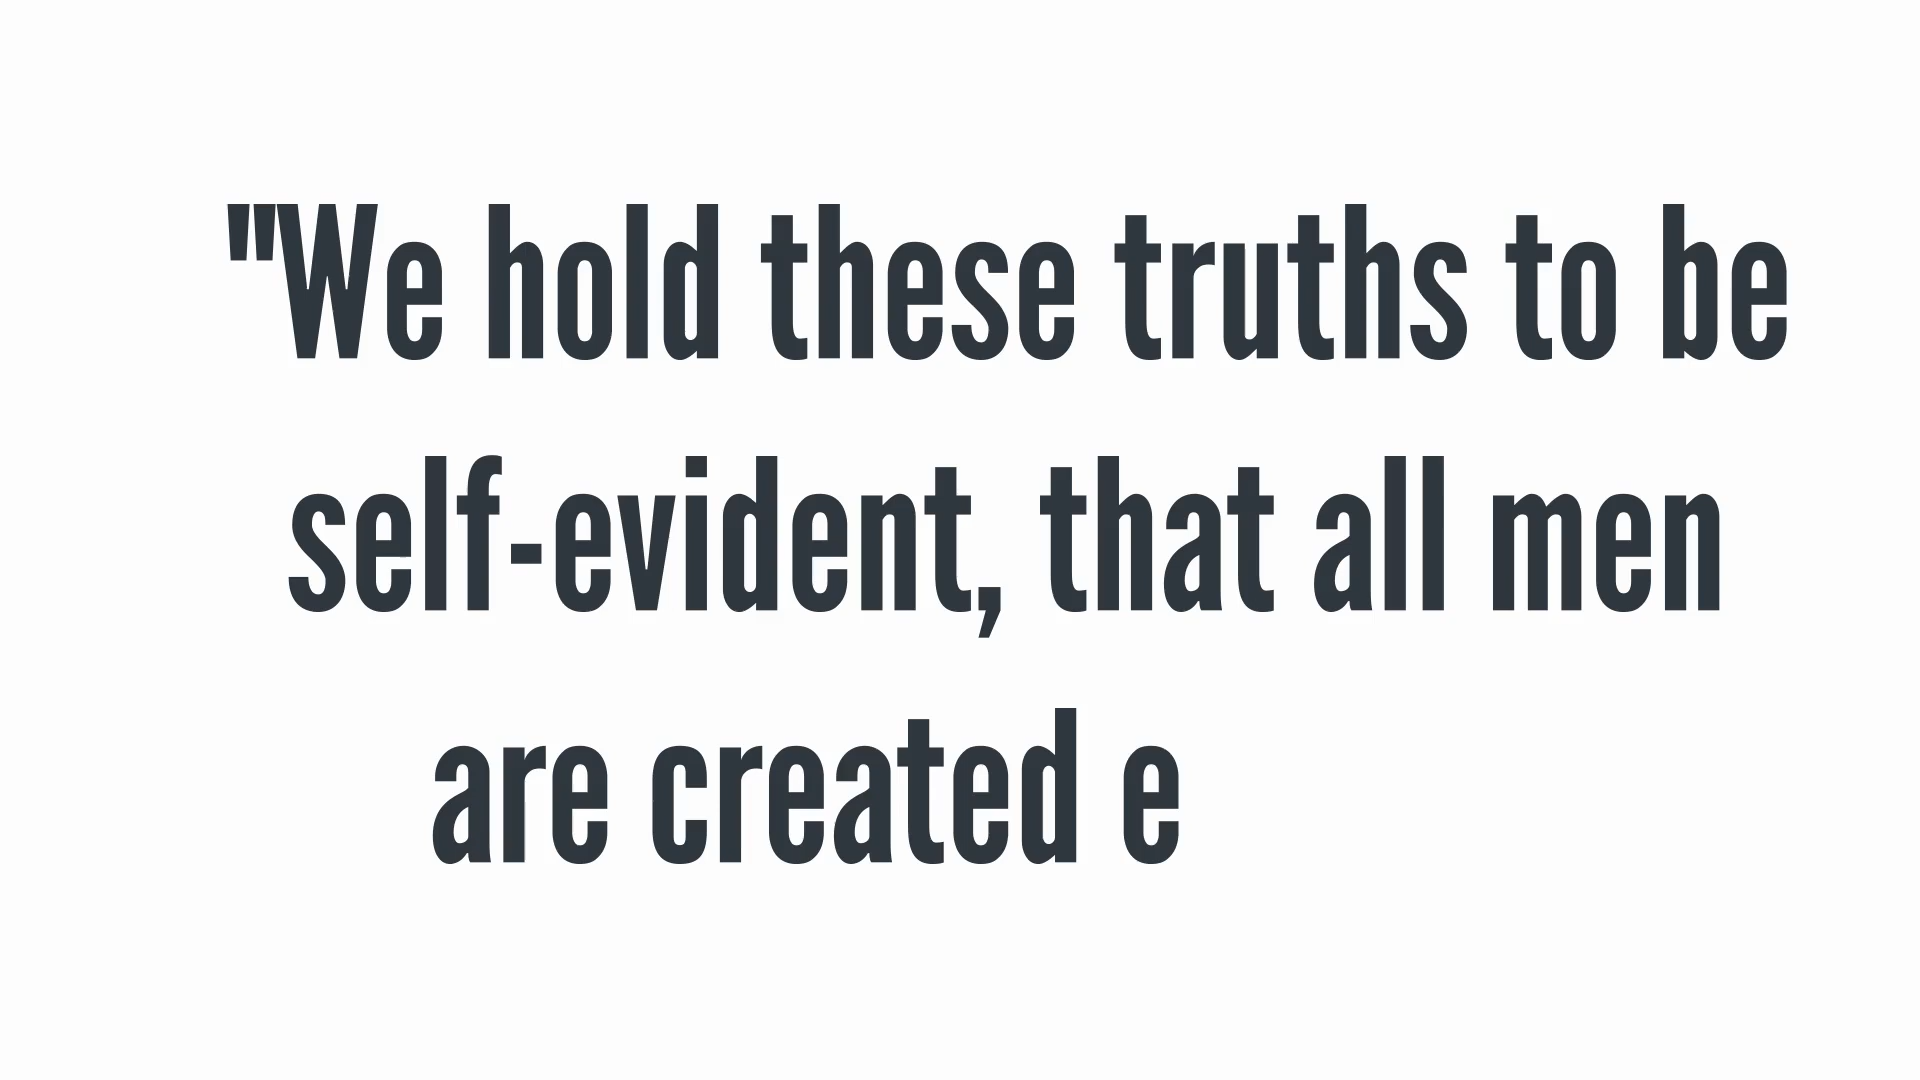 "We hold these truths to be
self-evident, that all men
are created e